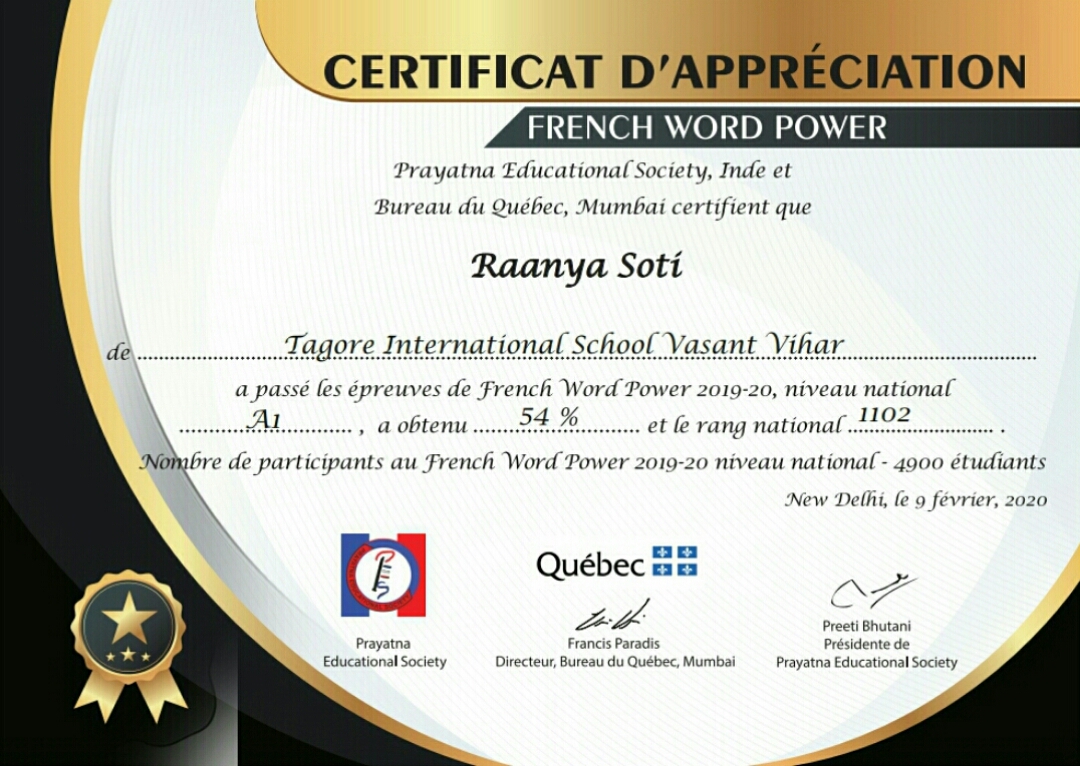 CERTIFICAT D'APPRÉCIATION
FRENCH WORD POWER
Prayatna Educational Society, Inde et
Bureau du Québec, Mumbai certifient que
Raanya Soti
de Tagore International School Vasant Vihar
a passé les épreuves de French Word Power 2019-20, niveau national
A1, a obtenu 54 % et le rang national 1102.
Nombre de participants au French Word Power 2019-20 niveau national - 4900 étudiants
New Delhi, le 9 février, 2020
Québec
Prayatna
Educational Society
Francis Paradis
Directeur, Bureau du Québec, Mumbai
Preeti Bhutani
Présidente de
Prayatna Educational Society